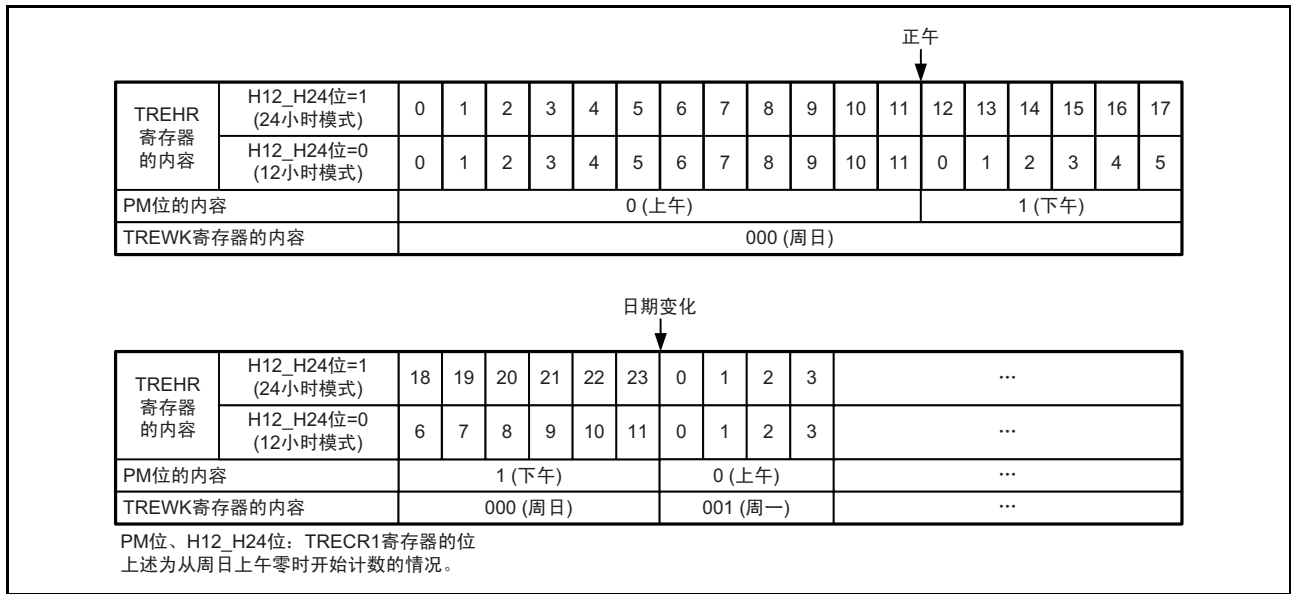 正午
TREHR寄存器的内容 H12_H24位=1 (24小时模式) 0 1 2 3 4 5 6 7 8 9 10 11 12 13 14 15 16 17
H12_H24位=0 (12小时模式) 0 1 2 3 4 5 6 7 8 9 10 11 0 1 2 3 4 5
PM位的内容 0 (上午) 1 (下午)
TREWK寄存器的内容 000 (周日)
日期变化
TREHR寄存器的内容 H12_H24位=1 (24小时模式) 18 19 20 21 22 23 0 1 2 3 …
H12_H24位=0 (12小时模式) 6 7 8 9 10 11 0 1 2 3 …
PM位的内容 1 (下午) 0 (上午) …
TREWK寄存器的内容 000 (周日) 001 (周一) …
PM位、H12_H24位：TRECR1寄存器的位
上述为从周日上午零时开始计数的情况。